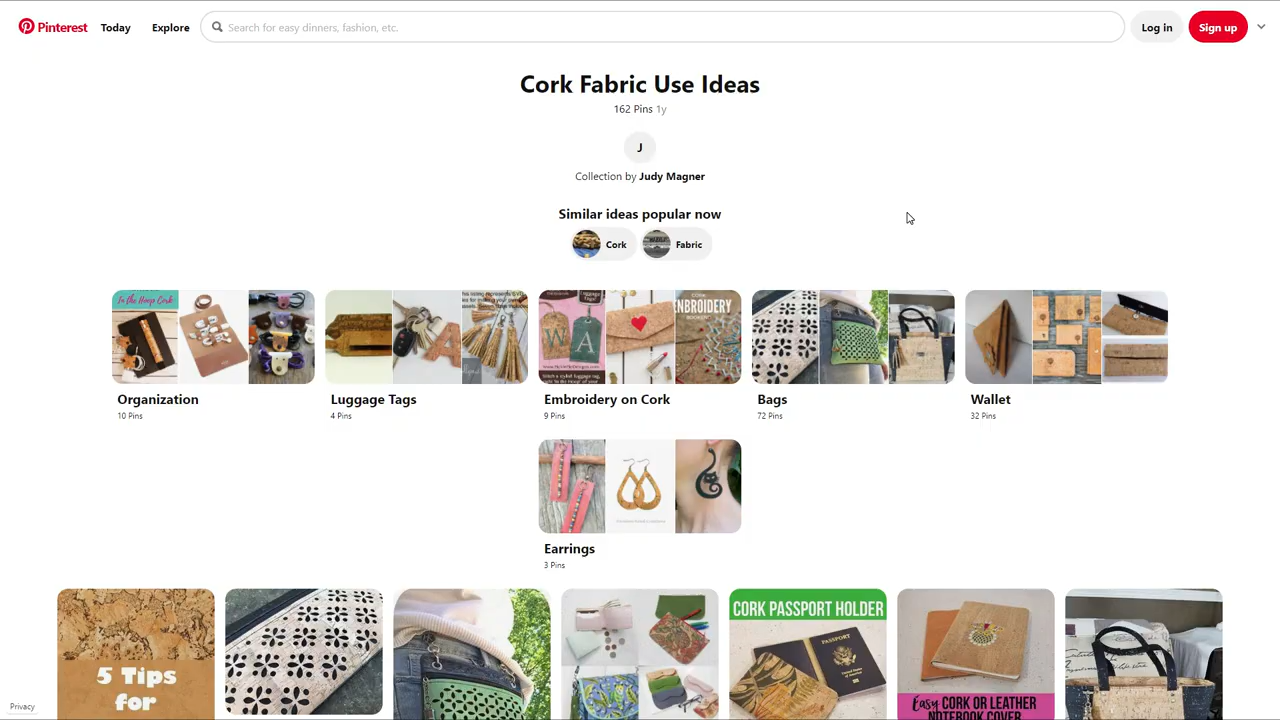 Pinterest
Today
Explore
Search for easy dinners, fashion, etc.
Log in
Sign up
Cork Fabric Use Ideas
162 Pins 1y
J
Collection by Judy Magner
Similar ideas popular now
Cork
Fabric
In the Hoop Cork
EMBROIDERY
W A
Organization
10 Pins
Luggage Tags
4 Pins
Embroidery on Cork
9 Pins
Bags
72 Pins
Wallet
32 Pins
Earrings
3 Pins
5 Tips
for
CORK PASSPORT HOLDER
PASSPORT
Easy CORK OR LEATHER
NOTEBOOK COVER
Privacy